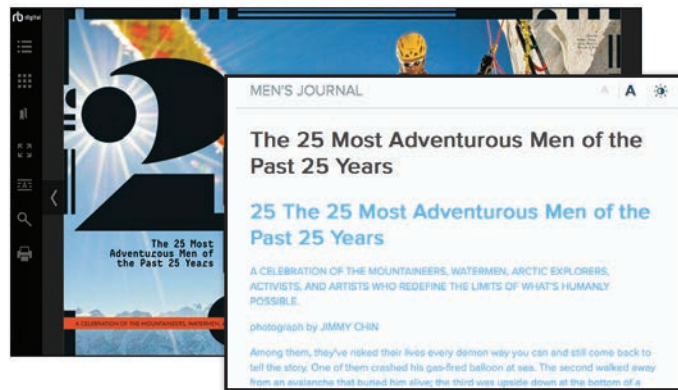 rb digital
2
The 25 Most
Adventurous Men of
the Past 25 Years
A CELEBRATION OF THE MOUNTAINEERS, WATERMEN,
MEN'S JOURNAL
A A
The 25 Most Adventurous Men of the
Past 25 Years
25 The 25 Most Adventurous Men of the
Past 25 Years
A CELEBRATION OF THE MOUNTAINEERS, WATERMEN, ARCTIC EXPLORERS,
ACTIVISTS, AND ARTISTS WHO REDEFINE THE LIMITS OF WHAT'S HUMANLY
POSSIBLE.
photograph by JIMMY CHIN
Among them, they've risked their lives every demon way you can and still come back to
tell the story. One of them crashed his gas-fired balloon at sea. The second walked away
from an avalanche that buried him alive; the third was upside down at the bottom of a